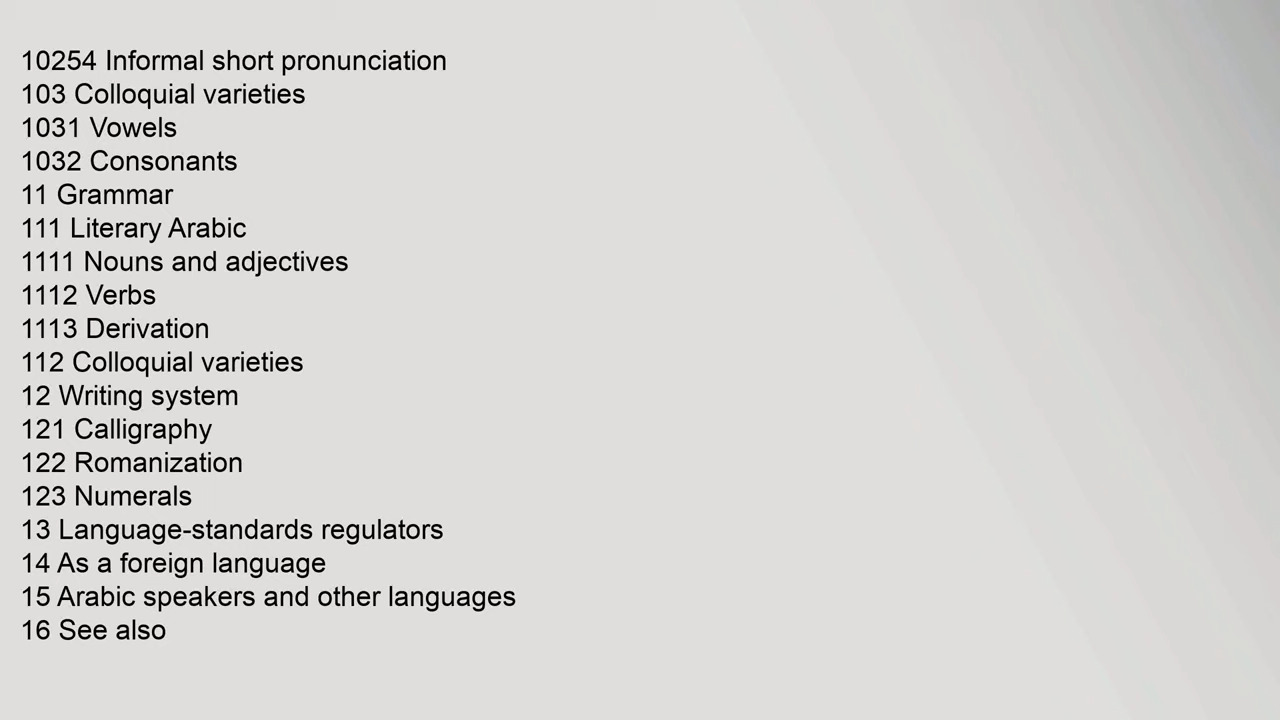 10254 Informal short pronunciation
103 Colloquial varieties
1031 Vowels
1032 Consonants
11 Grammar
111 Literary Arabic
1111 Nouns and adjectives
1112 Verbs
1113 Derivation
112 Colloquial varieties
12 Writing system
121 Calligraphy
122 Romanization
123 Numerals
13 Language-standards regulators
14 As a foreign language
15 Arabic speakers and other languages
16 See also